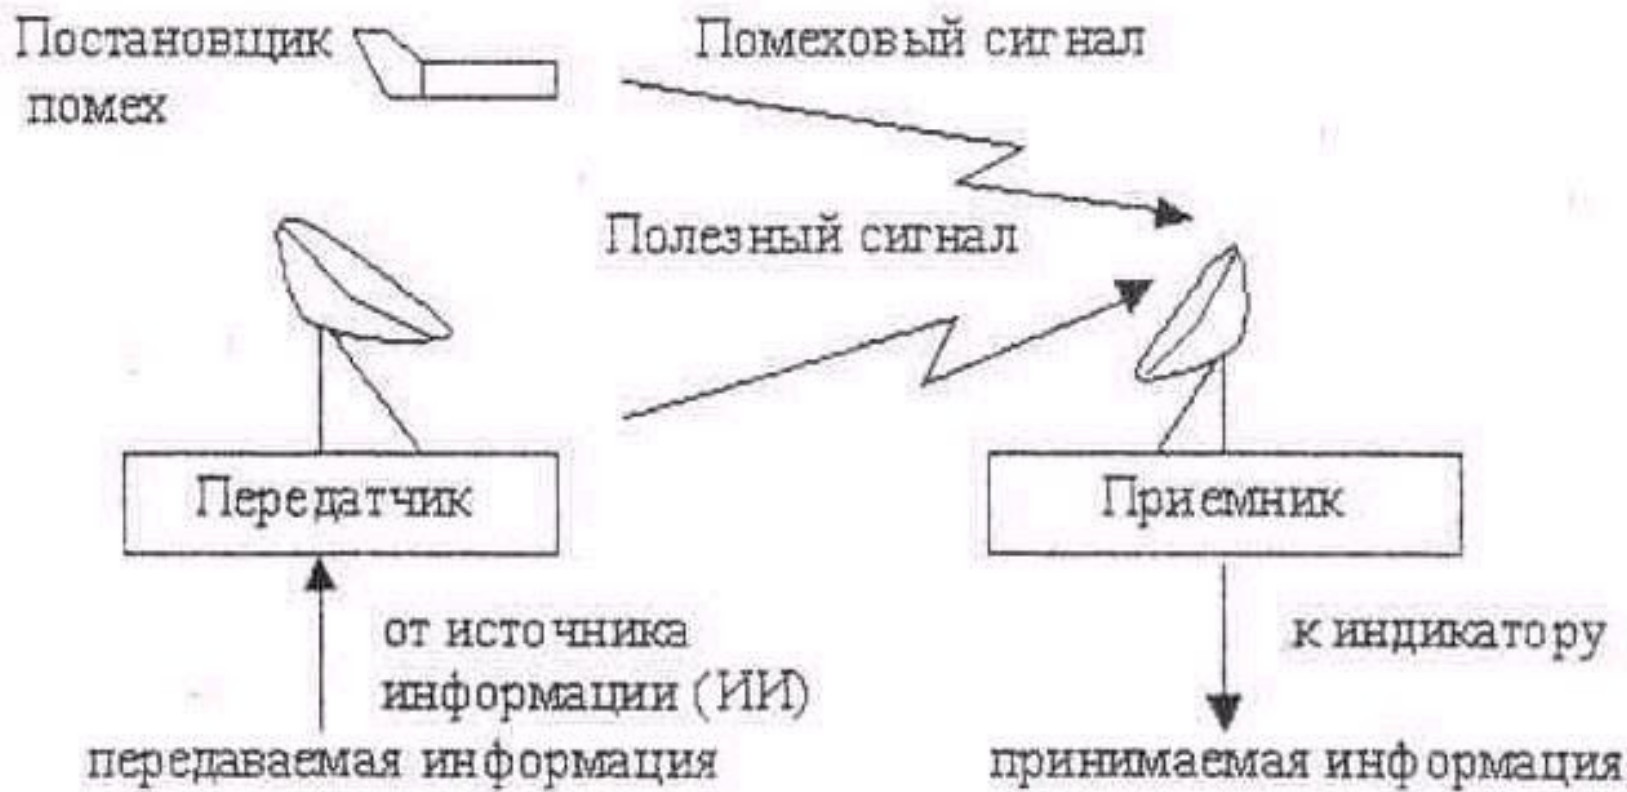 Постановщик
помех
Помеховый сигнал
Полезный сигнал
Передатчик
Приемник
от источника
информации (ИИ)
передаваемая информация
к индикатору
принимаемая информация